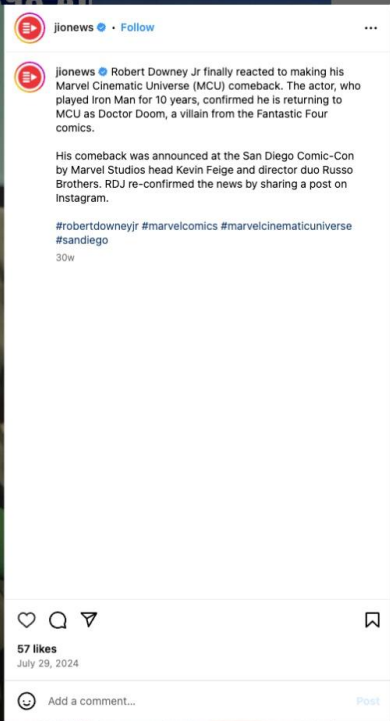 jionews • Follow
jionews Robert Downey Jr finally reacted to making his
Marvel Cinematic Universe (MCU) comeback. The actor, who
played Iron Man for 10 years, confirmed he is returning to
MCU as Doctor Doom, a villain from the Fantastic Four
comics.
His comeback was announced at the San Diego Comic-Con
by Marvel Studios head Kevin Feige and director duo Russo
Brothers. RDJ re-confirmed the news by sharing a post on
Instagram.
#robertdowneyjr #marvelcomics #marvelcinematicuniverse
#sandiego
30w
57 likes
July 29, 2024
Add a comment... Post